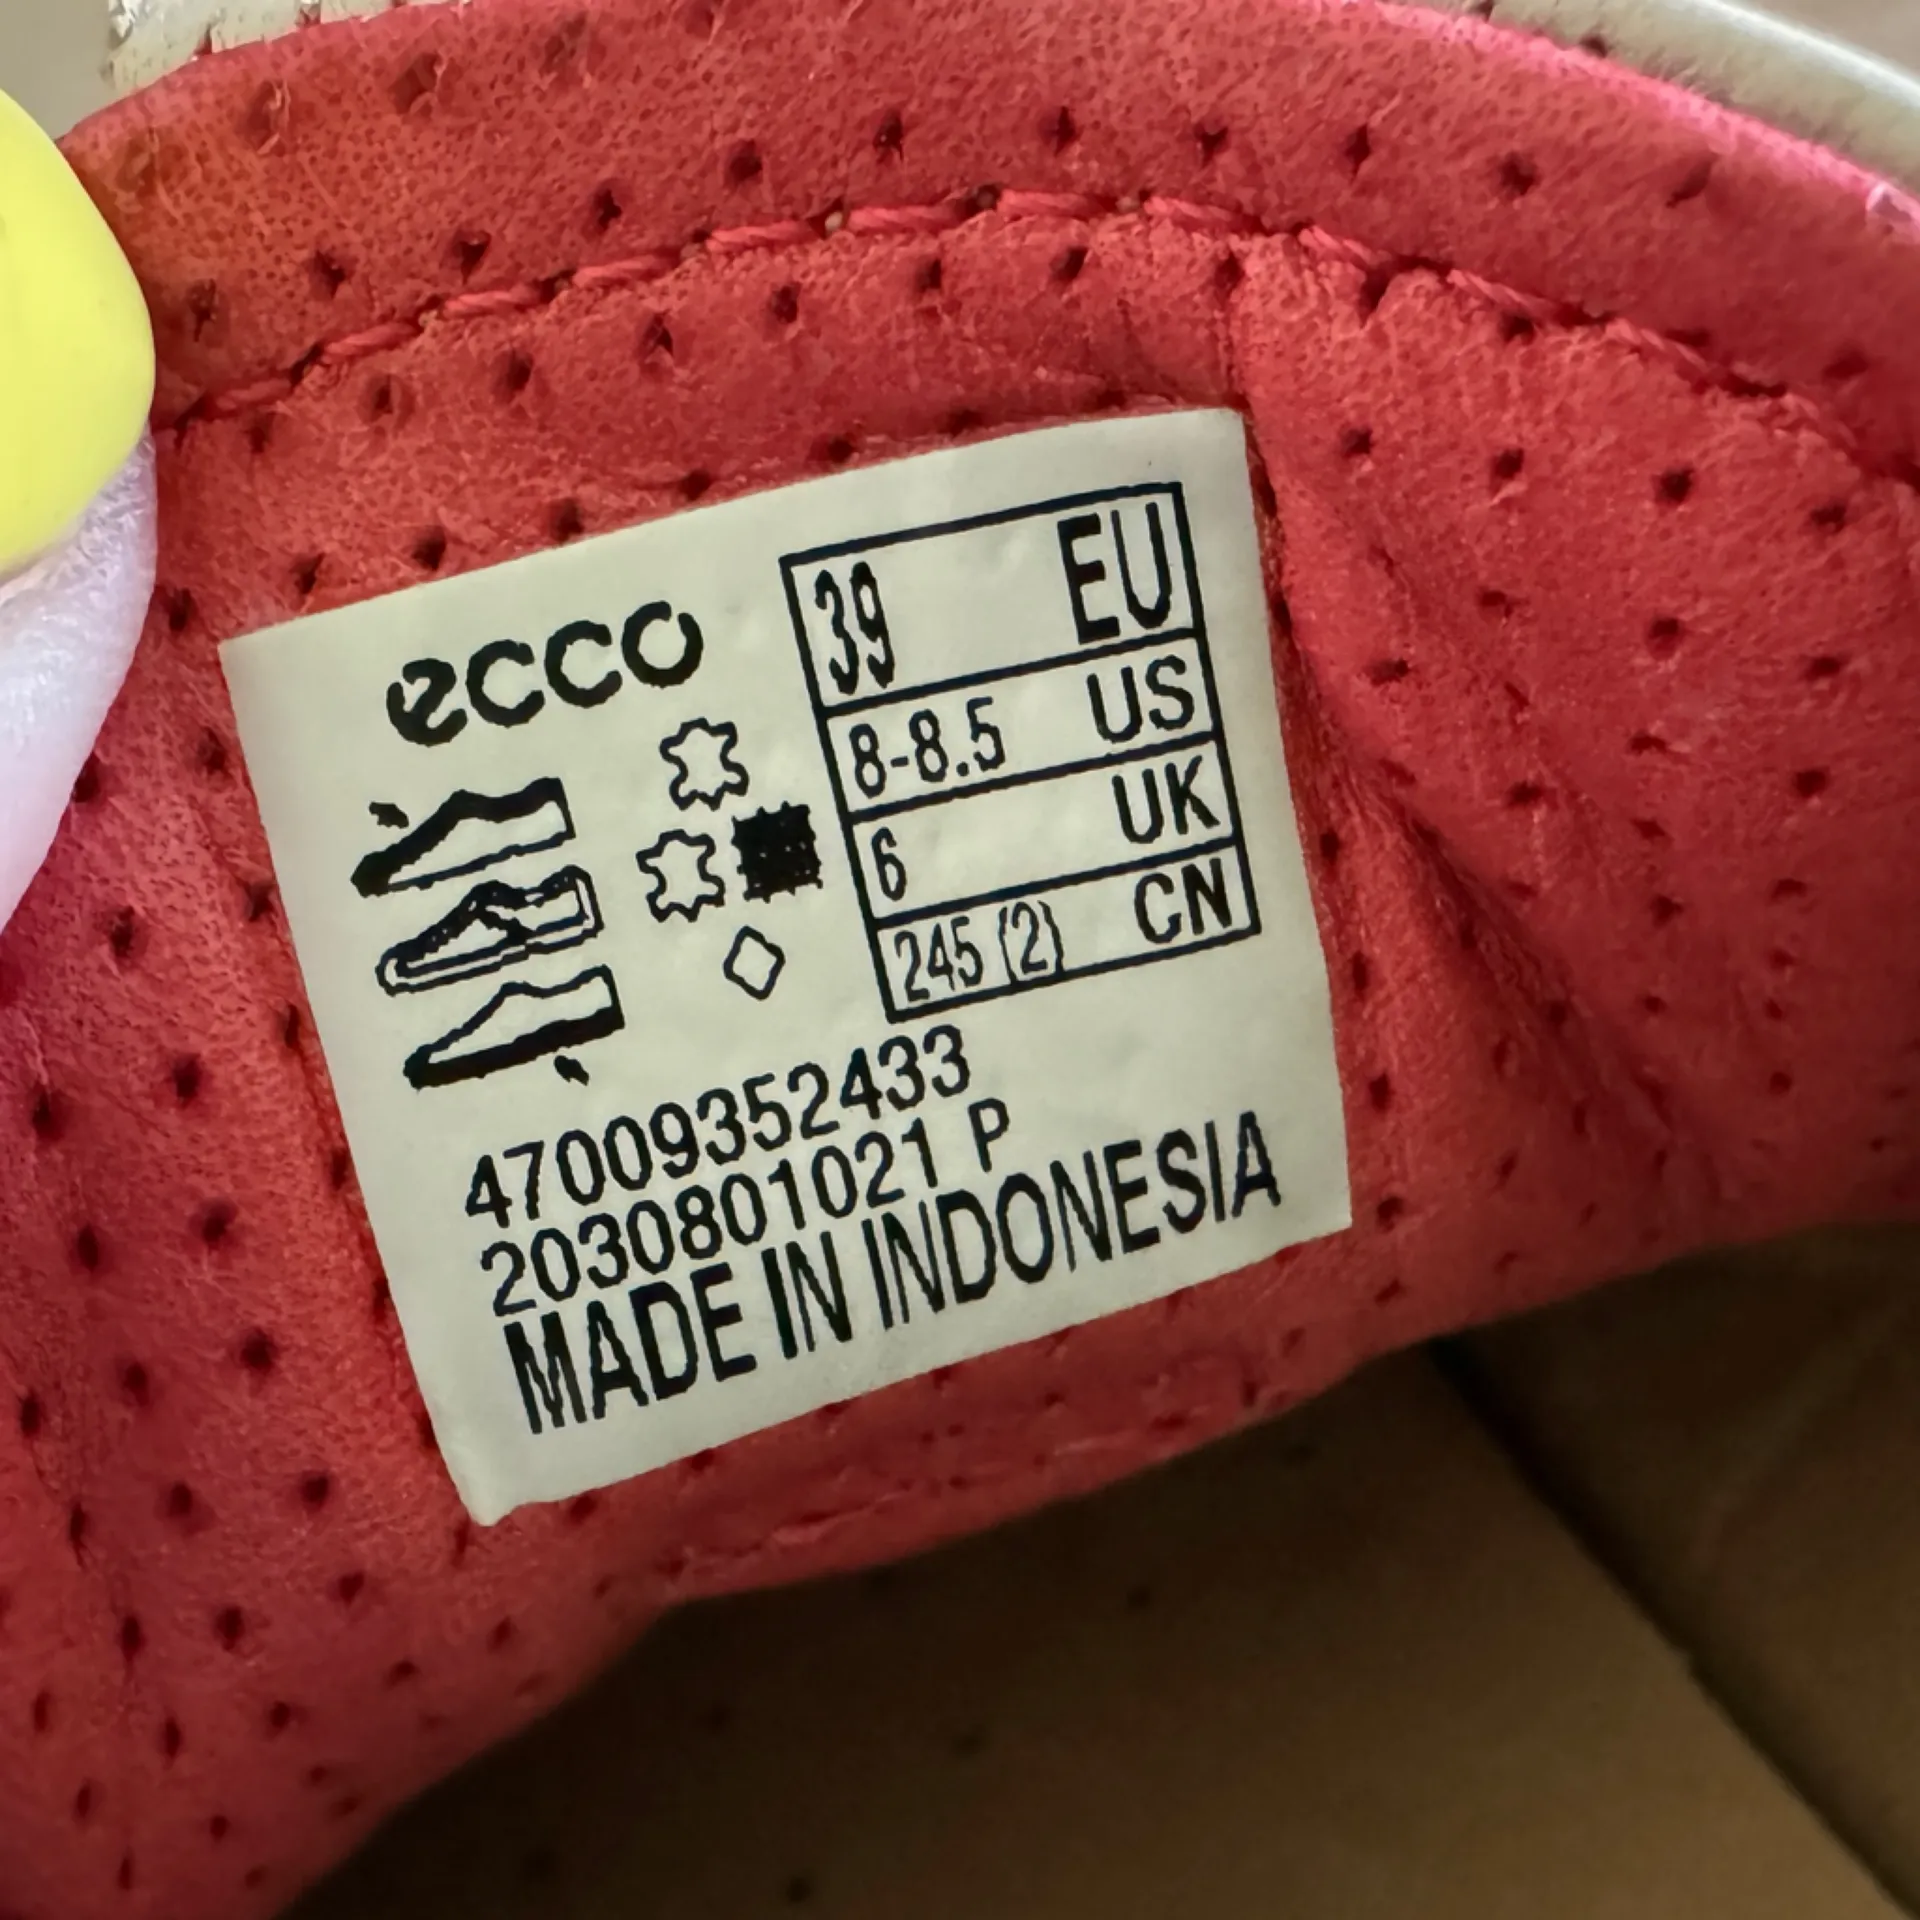 ecco
39 EU
8-8.5 US
6 UK
245 (2) CN
47009352433
2030801021 P
MADE IN INDONESIA